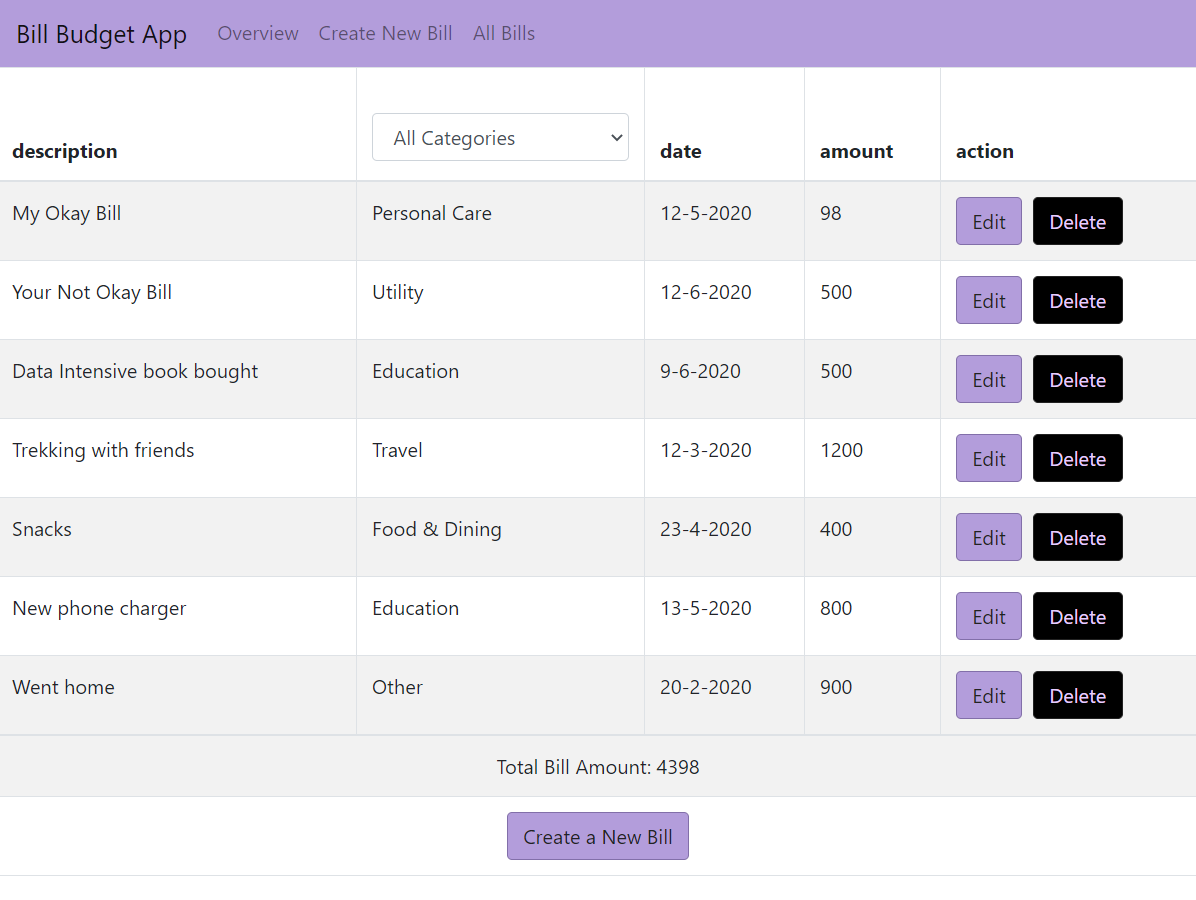 Bill Budget App Overview Create New Bill All Bills
description All Categories date amount action
My Okay Bill Personal Care 12-5-2020 98 Edit Delete
Your Not Okay Bill Utility 12-6-2020 500 Edit Delete
Data Intensive book bought Education 9-6-2020 500 Edit Delete
Trekking with friends Travel 12-3-2020 1200 Edit Delete
Snacks Food & Dining 23-4-2020 400 Edit Delete
New phone charger Education 13-5-2020 800 Edit Delete
Went home Other 20-2-2020 900 Edit Delete
Total Bill Amount: 4398
Create a New Bill